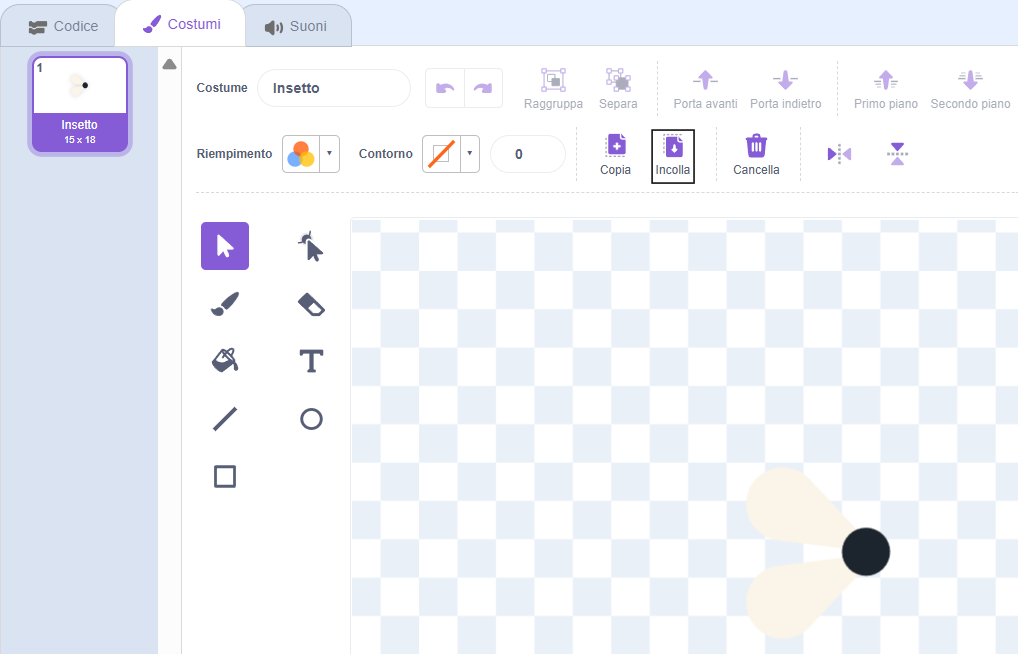 Codice
Costumi
Suoni
1
Insetto
15 x 18
Costume
Insetto
Raggruppa
Separa
Porta avanti
Porta indietro
Primo piano
Secondo piano
Riempimento
Contorno
0
Copia
Incolla
Cancella
T